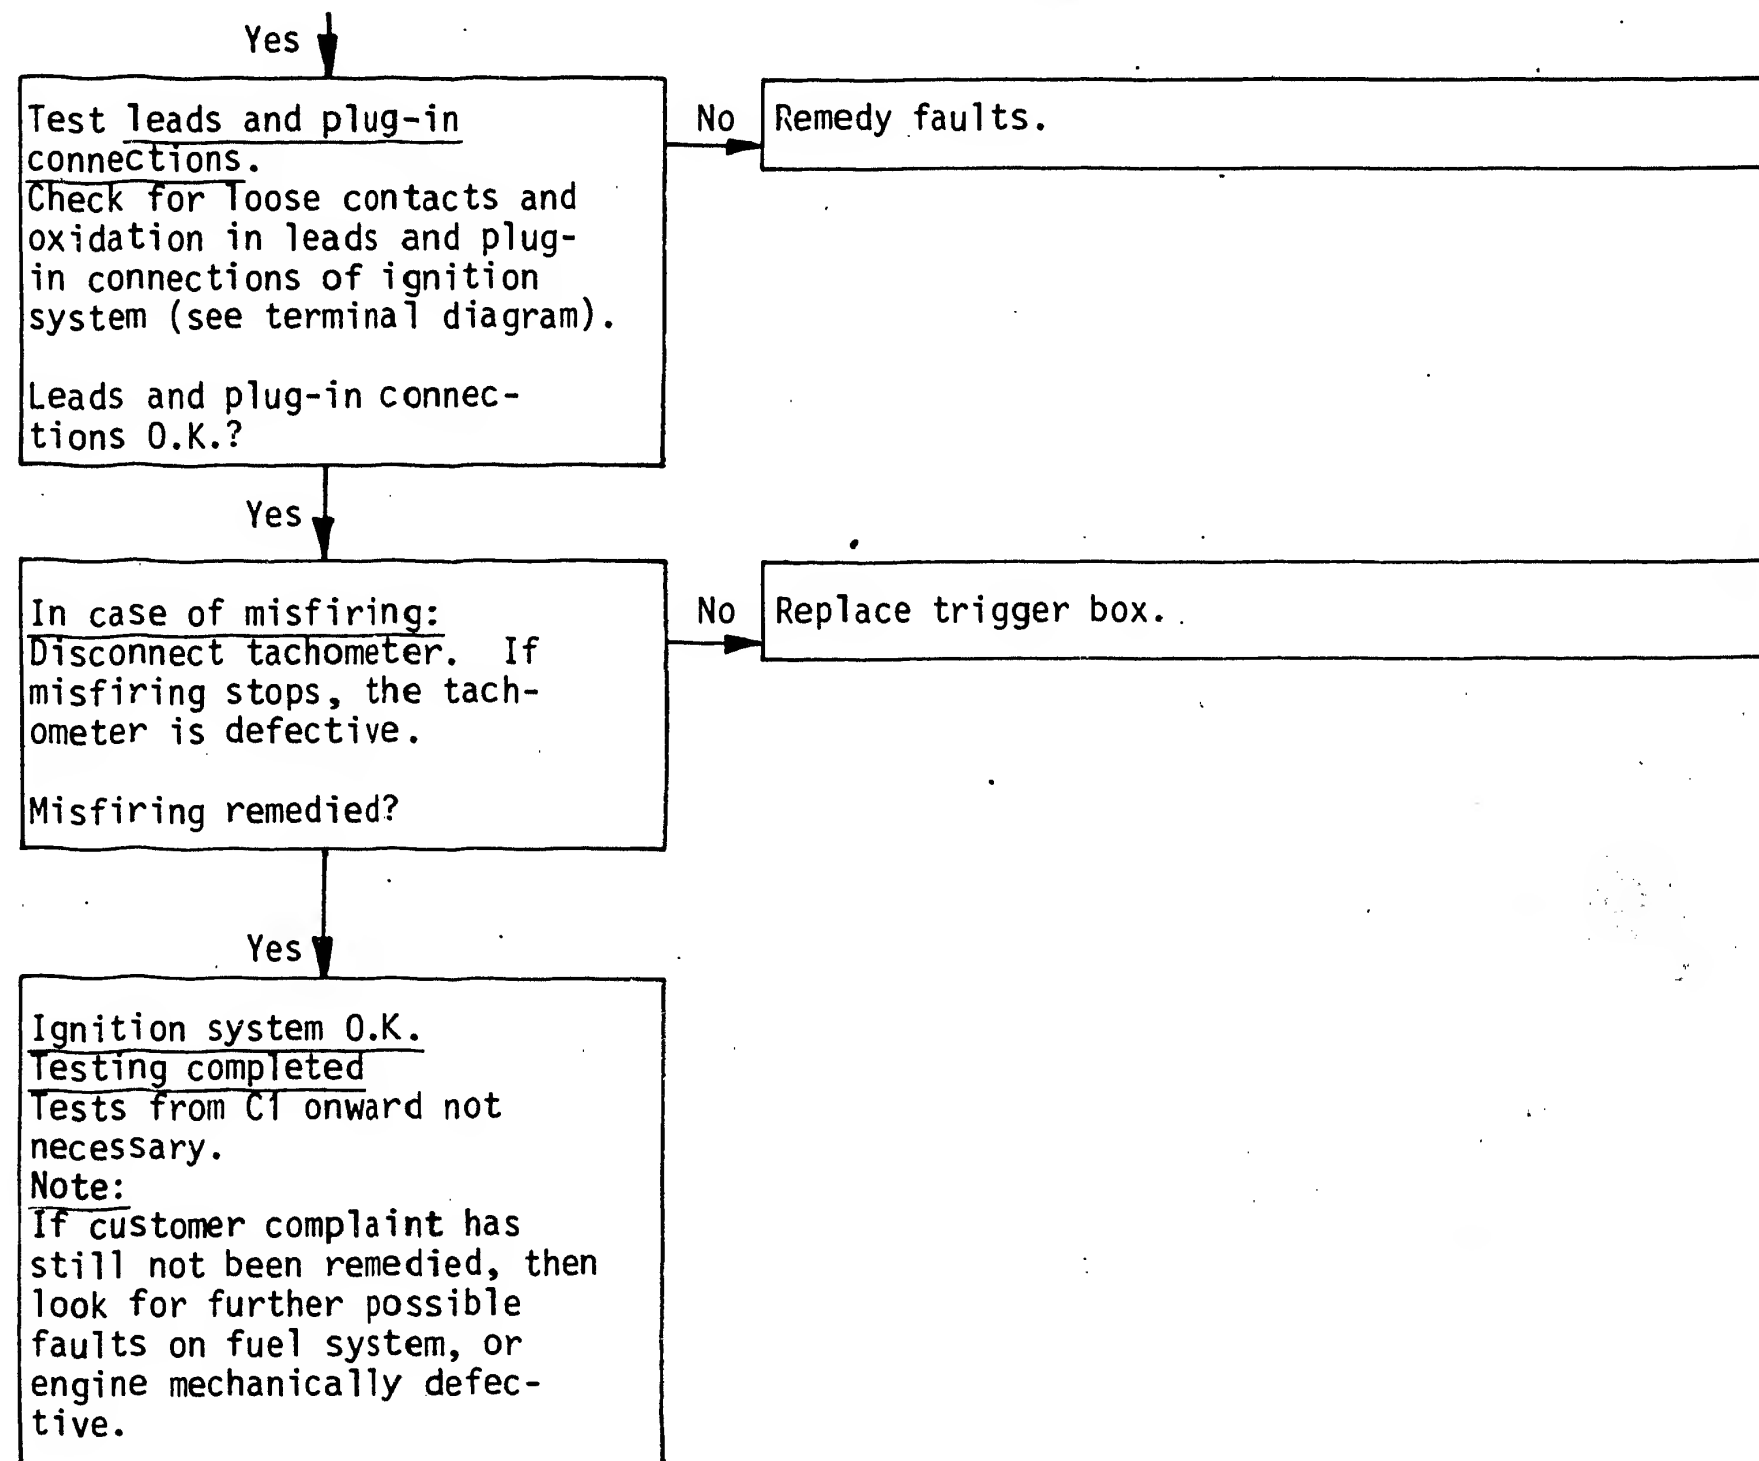 Yes
Test leads and plug-in
connections.
Check for loose contacts and
oxidation in leads and plug-
in connections of ignition
system (see terminal diagram).
Leads and plug-in connec-
tions O.K.?
No
Remedy faults.
Yes
In case of misfiring:
Disconnect tachometer. If
misfiring stops, the tach-
ometer is defective.
Misfiring remedied?
No
Replace trigger box.
Yes
Ignition system O.K.
Testing completed
Tests from C1 onward not
necessary.
Note:
If customer complaint has
still not been remedied, then
look for further possible
faults on fuel system, or
engine mechanically defec-
tive.